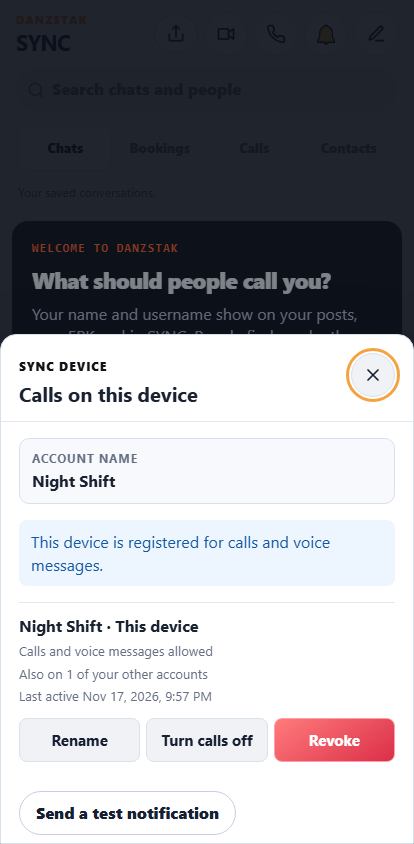 DANZSTAK
SYNC
Search chats and people
Chats
Bookings
Calls
Contacts
Your saved conversations.
WELCOME TO DANZSTAK
What should people call you?
Your name and username show on your posts,
SYNC DEVICE
Calls on this device
ACCOUNT NAME
Night Shift
This device is registered for calls and voice
messages.
Night Shift · This device
Calls and voice messages allowed
Also on 1 of your other accounts
Last active Nov 17, 2026, 9:57 PM
Rename
Turn calls off
Revoke
Send a test notification